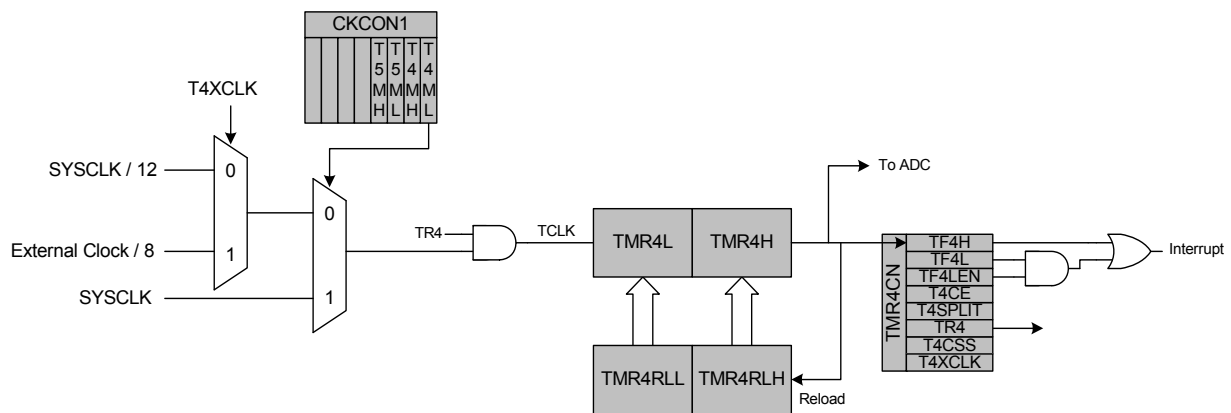 CKCON1
T5MH
T5ML
T4MH
T4ML
T4XCLK
SYSCLK / 12
0
External Clock / 8
1
SYSCLK
0
1
TR4
TCLK
TMR4L
TMR4H
To ADC
TMR4RLL
TMR4RLH
Reload
TMR4CN
TF4H
TF4L
TF4LEN
T4CE
T4SPLIT
TR4
T4CSS
T4XCLK
Interrupt